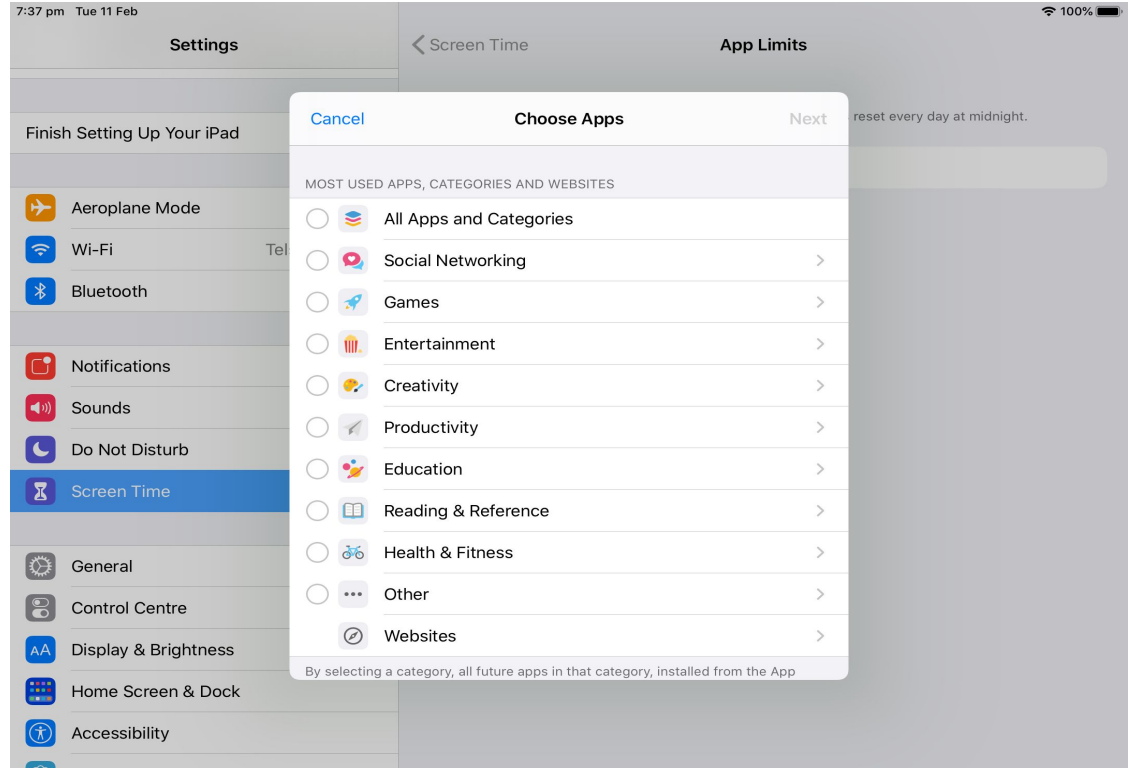 7:37 pm Tue 11 Feb
100%
Settings
Screen Time
App Limits
Finish Setting Up Your iPad
Aeroplane Mode
Wi-Fi
Tel
Bluetooth
Notifications
Sounds
Do Not Disturb
Screen Time
General
Control Centre
AA Display & Brightness
Home Screen & Dock
Accessibility
reset every day at midnight.
Cancel
Choose Apps
Next
MOST USED APPS, CATEGORIES AND WEBSITES
All Apps and Categories
Social Networking
Games
Entertainment
Creativity
Productivity
Education
Reading & Reference
Health & Fitness
Other
Websites
By selecting a category, all future apps in that category, installed from the App